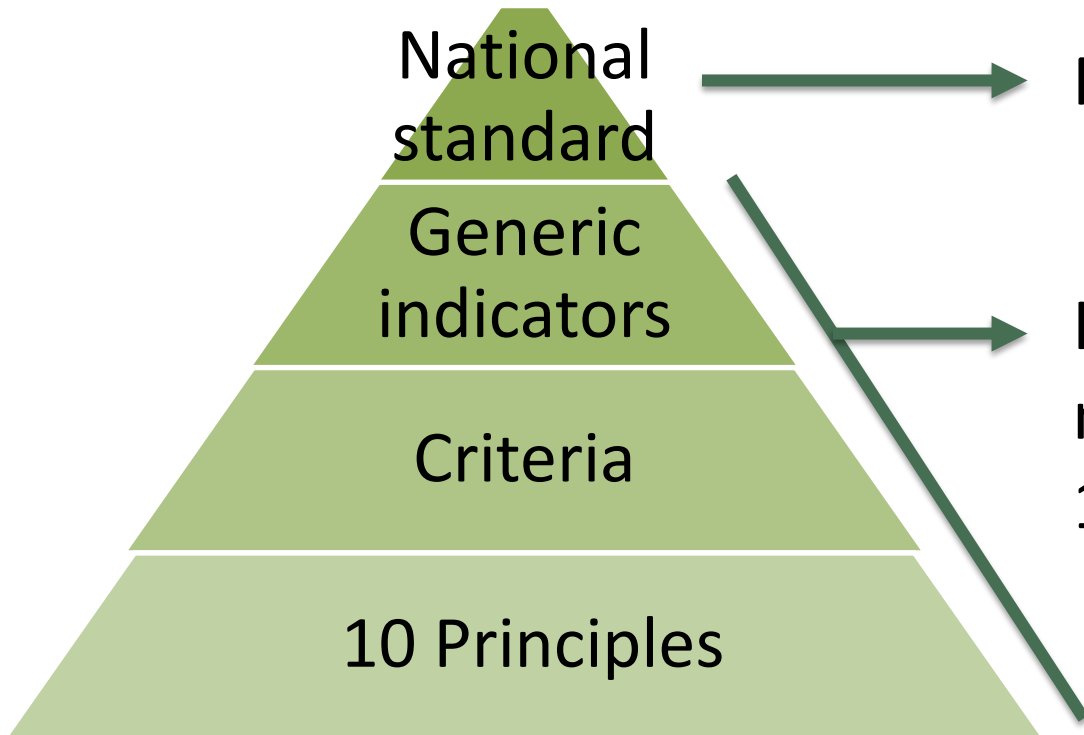 National
standard
Generic
indicators
Criteria
10 Principles